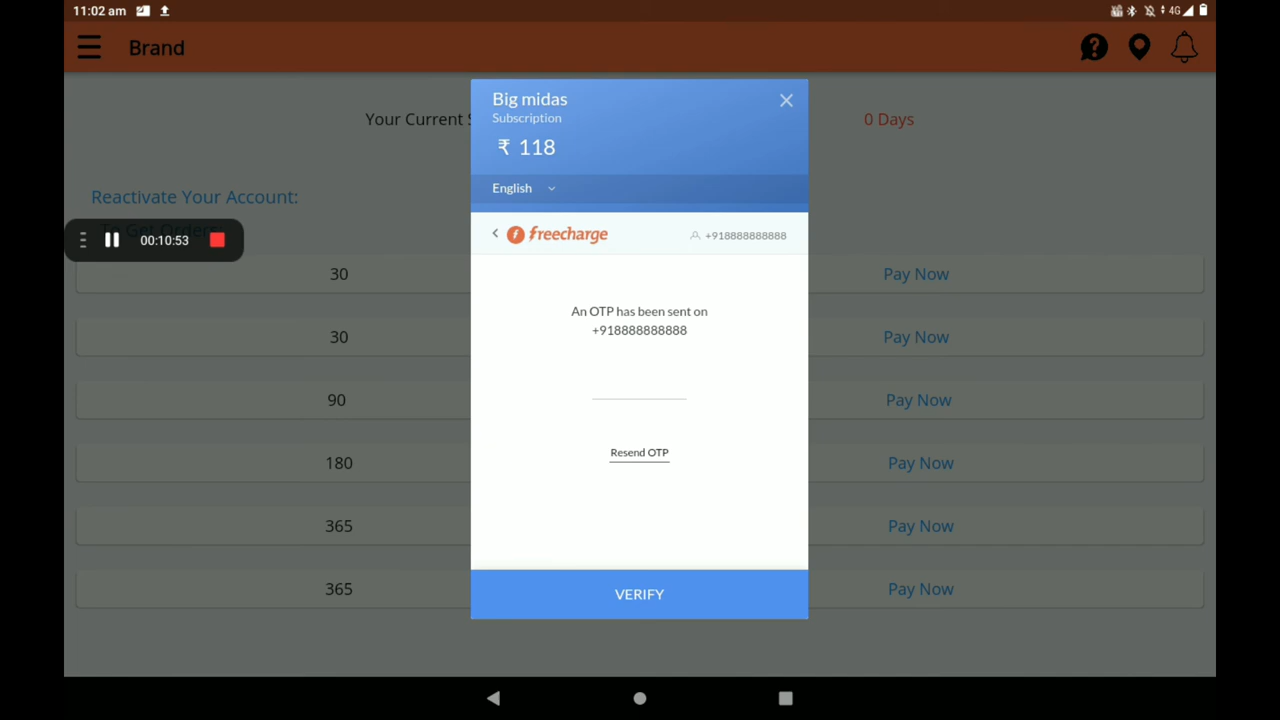 11:02 am
4G
Brand
Big midas
Subscription
₹ 118
English
Your Current
0 Days
Reactivate Your Account:
freecharge
+918888888888
00:10:53
An OTP has been sent on
+918888888888
30 Pay Now
30 Pay Now
90 Pay Now
Resend OTP
180 Pay Now
365 Pay Now
365 Pay Now
VERIFY